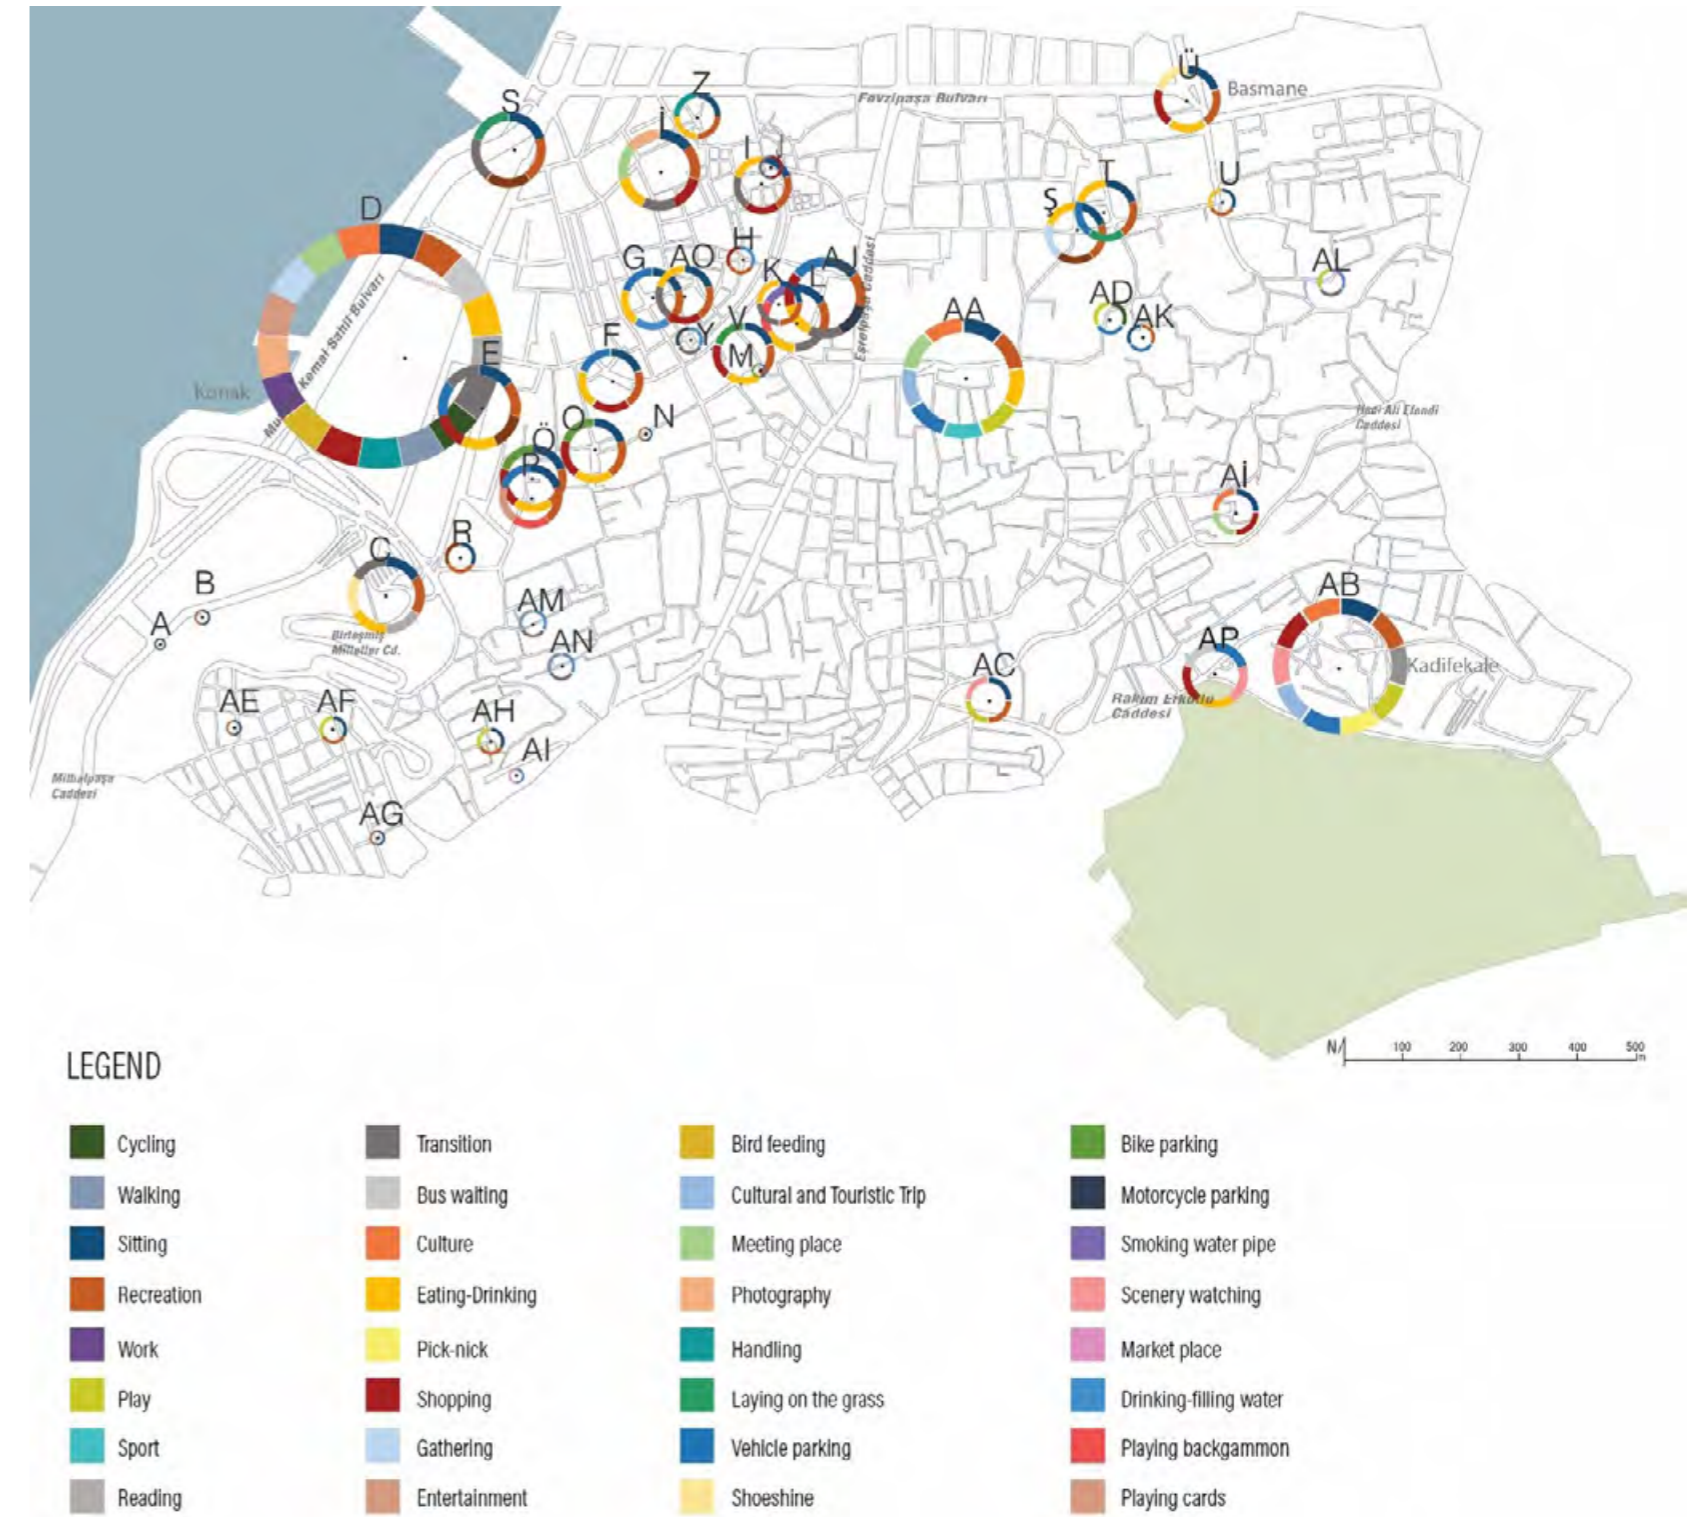 S
Z
Ü
Basmane
Fevzipaşa Bulvarı
İ
I
J
T
U
Ş
D
H
G
AO
K
L
AJ
AL
Eşrefpaşa Caddesi
AD
AK
AA
V
Y
M
F
E
Kemal Sahil Bulvarı
Konak
Mu
N
O
Ö
P
Hacı Ali Efendi
Caddesi
Aİ
R
C
B
A
AM
AN
Birleşmiş
Milletler Cd.
AB
AP
Kadifekale
AC
Rakım Erkutlu
Caddesi
AE
AF
AH
AI
AG
Mithatpaşa
Caddesi
N
100
200
300
400
500
m
LEGEND
Cycling
Walking
Sitting
Recreation
Work
Play
Sport
Reading
Transition
Bus waiting
Culture
Eating-Drinking
Pick-nick
Shopping
Gathering
Entertainment
Bird feeding
Cultural and Touristic Trip
Meeting place
Photography
Handling
Laying on the grass
Vehicle parking
Shoeshine
Bike parking
Motorcycle parking
Smoking water pipe
Scenery watching
Market place
Drinking-filling water
Playing backgammon
Playing cards